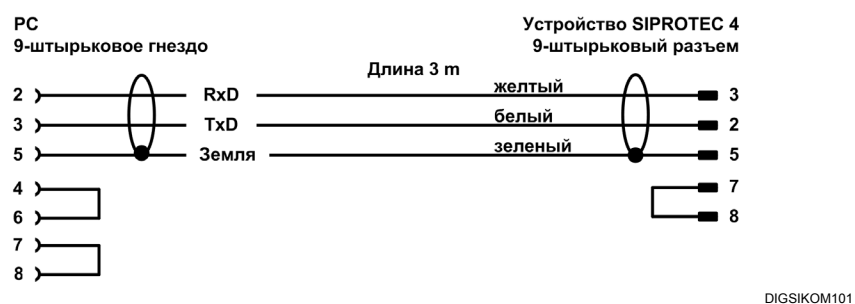 PC
9-штырьковое гнездо
Устройство SIPROTEC 4
9-штырьковый разъем
Длина 3 m
2 RxD желтый 3
3 TxD белый 2
5 Земля зеленый 5
4 7
6 8
7
8
DIGSIKOM101